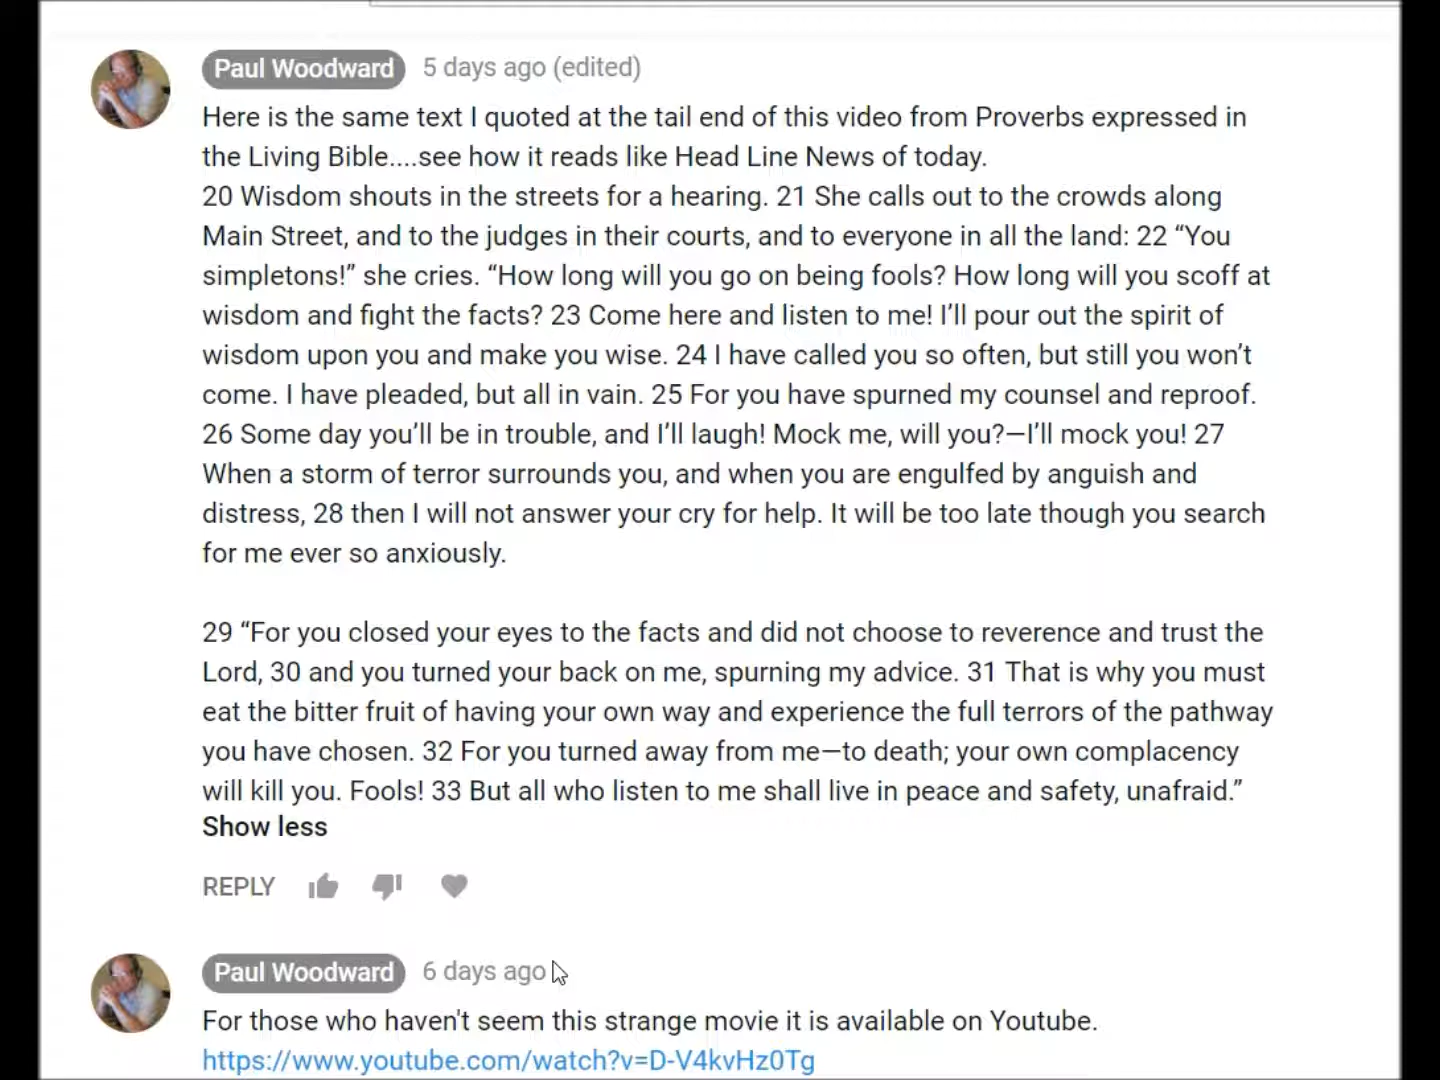 Paul Woodward 5 days ago (edited)
Here is the same text I quoted at the tail end of this video from Proverbs expressed in
the Living Bible....see how it reads like Head Line News of today.
20 Wisdom shouts in the streets for a hearing. 21 She calls out to the crowds along
Main Street, and to the judges in their courts, and to everyone in all the land: 22 “You
simpletons!” she cries. “How long will you go on being fools? How long will you scoff at
wisdom and fight the facts? 23 Come here and listen to me! I’ll pour out the spirit of
wisdom upon you and make you wise. 24 I have called you so often, but still you won’t
come. I have pleaded, but all in vain. 25 For you have spurned my counsel and reproof.
26 Some day you’ll be in trouble, and I’ll laugh! Mock me, will you?—I’ll mock you! 27
When a storm of terror surrounds you, and when you are engulfed by anguish and
distress, 28 then I will not answer your cry for help. It will be too late though you search
for me ever so anxiously.
29 “For you closed your eyes to the facts and did not choose to reverence and trust the
Lord, 30 and you turned your back on me, spurning my advice. 31 That is why you must
eat the bitter fruit of having your own way and experience the full terrors of the pathway
you have chosen. 32 For you turned away from me—to death; your own complacency
will kill you. Fools! 33 But all who listen to me shall live in peace and safety, unafraid.”
Show less
REPLY
Paul Woodward 6 days ago
For those who haven't seem this strange movie it is available on Youtube.
https://www.youtube.com/watch?v=D-V4kvHz0Tg